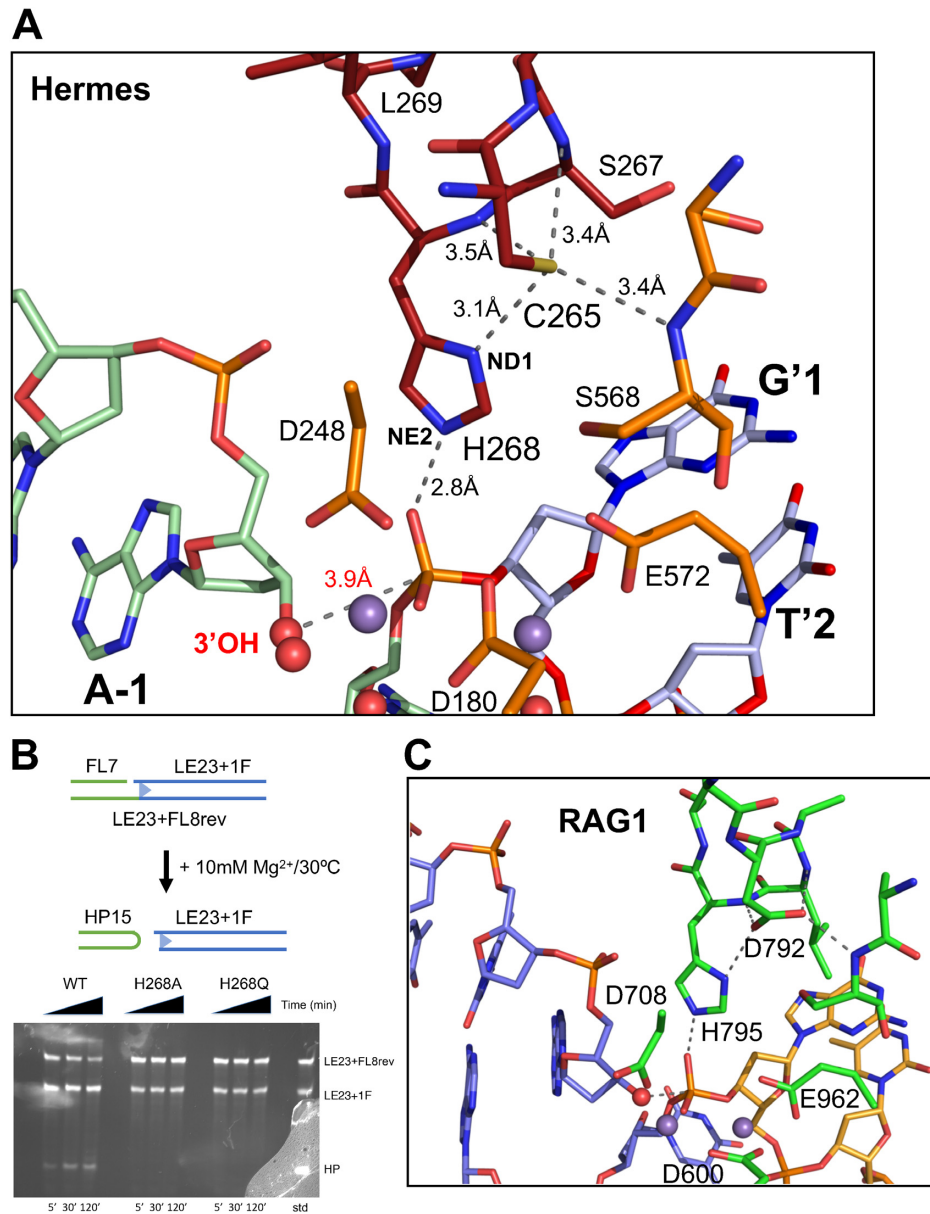 A
Hermes
L269
S267
3.5Å
3.4Å
3.4Å
3.1Å
C265
ND1
G'1
S568
D248
NE2
H268
2.8Å
E572
3.9Å
3'OH
T'2
A-1
D180
B
FL7 LE23+1F
LE23+FL8rev
+ 10mM Mg²⁺/30ºC
HP15 LE23+1F
WT H268A H268Q Time (min)
LE23+FL8rev
LE23+1F
HP
5' 30' 120' 5' 30' 120' 5' 30' 120' std
C
RAG1
D792
D708
H795
E962
D600